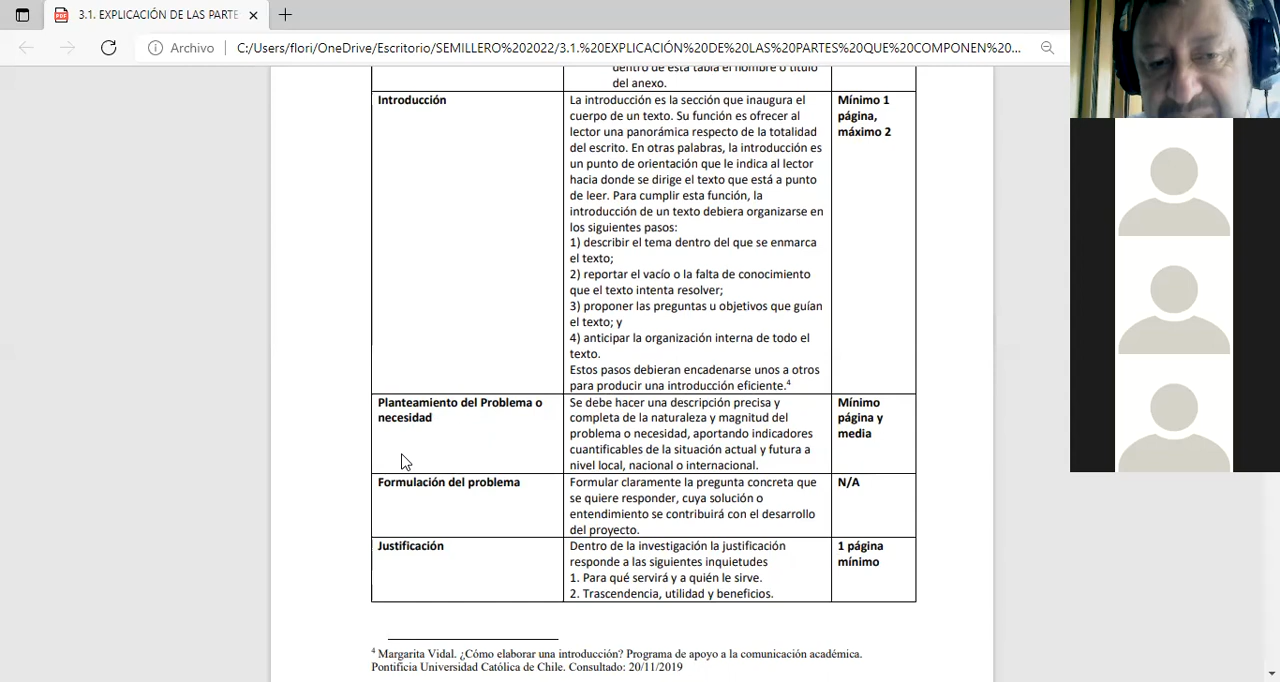 3.1. EXPLICACIÓN DE LAS PARTE
Archivo
C:/Users/flori/OneDrive/Escritorio/SEMILLERO%202022/3.1.%20EXPLICACIÓN%20DE%20LAS%20PARTES%20QUE%20COMPONEN%20...
dentro de esta tabla el nombre o título
del anexo.
Introducción
La introducción es la sección que inaugura el
cuerpo de un texto. Su función es ofrecer al
lector una panorámica respecto de la totalidad
del escrito. En otras palabras, la introducción es
un punto de orientación que le indica al lector
hacia donde se dirige el texto que está a punto
de leer. Para cumplir esta función, la
introducción de un texto debiera organizarse en
los siguientes pasos:
1) describir el tema dentro del que se enmarca
el texto;
2) reportar el vacío o la falta de conocimiento
que el texto intenta resolver;
3) proponer las preguntas u objetivos que guían
el texto; y
4) anticipar la organización interna de todo el
texto.
Estos pasos debieran encadenarse unos a otros
para producir una introducción eficiente.4
Mínimo 1
página,
máximo 2
Planteamiento del Problema o
necesidad
Se debe hacer una descripción precisa y
completa de la naturaleza y magnitud del
problema o necesidad, aportando indicadores
cuantificables de la situación actual y futura a
nivel local, nacional o internacional.
Mínimo
página y
media
Formulación del problema
Formular claramente la pregunta concreta que
se quiere responder, cuya solución o
entendimiento se contribuirá con el desarrollo
del proyecto.
N/A
Justificación
Dentro de la investigación la justificación
responde a las siguientes inquietudes
1. Para qué servirá y a quién le sirve.
2. Trascendencia, utilidad y beneficios.
1 página
mínimo
4 Margarita Vidal. ¿Cómo elaborar una introducción? Programa de apoyo a la comunicación académica.
Pontificia Universidad Católica de Chile. Consultado: 20/11/2019